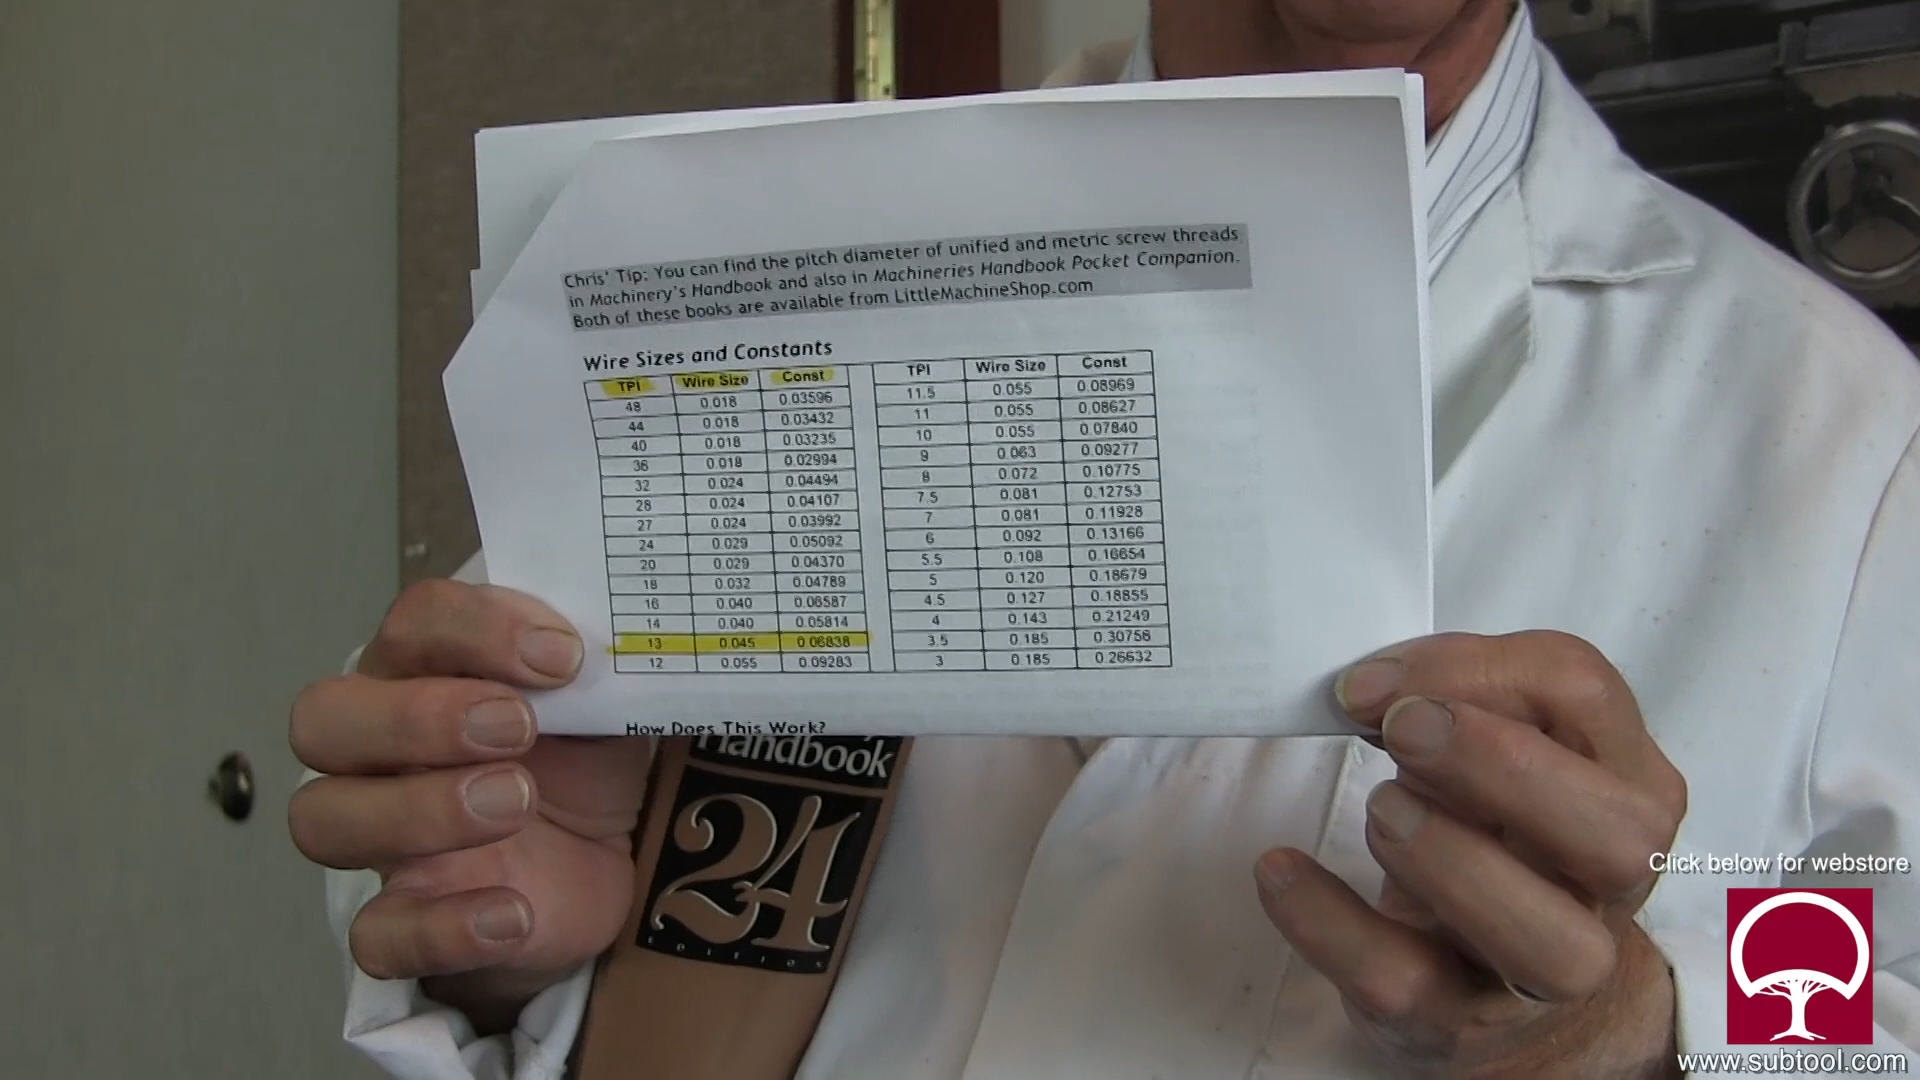 Chris' Tip: You can find the pitch diameter of unified and metric screw threads
in Machinery's Handbook and also in Machineries Handbook Pocket Companion.
Both of these books are available from LittleMachineShop.com
Wire Sizes and Constants
TPI Wire Size Const
48 0.018 0.03596
44 0.018 0.03432
40 0.018 0.03235
36 0.018 0.02994
32 0.024 0.04494
28 0.024 0.04107
27 0.024 0.03992
24 0.029 0.05092
20 0.029 0.04370
18 0.032 0.04789
16 0.040 0.06587
14 0.040 0.05814
13 0.045 0.06838
12 0.055 0.09283
TPI Wire Size Const
11.5 0.055 0.08969
11 0.055 0.08627
10 0.055 0.07840
9 0.063 0.09277
8 0.072 0.10775
7.5 0.081 0.12753
7 0.081 0.11928
6 0.092 0.13166
5.5 0.108 0.16654
5 0.120 0.18679
4.5 0.127 0.18855
4 0.143 0.21249
3.5 0.185 0.30756
3 0.185 0.26632
How Does This Work?
Handbook
24
Edition
Click below for webstore
www.subtool.com